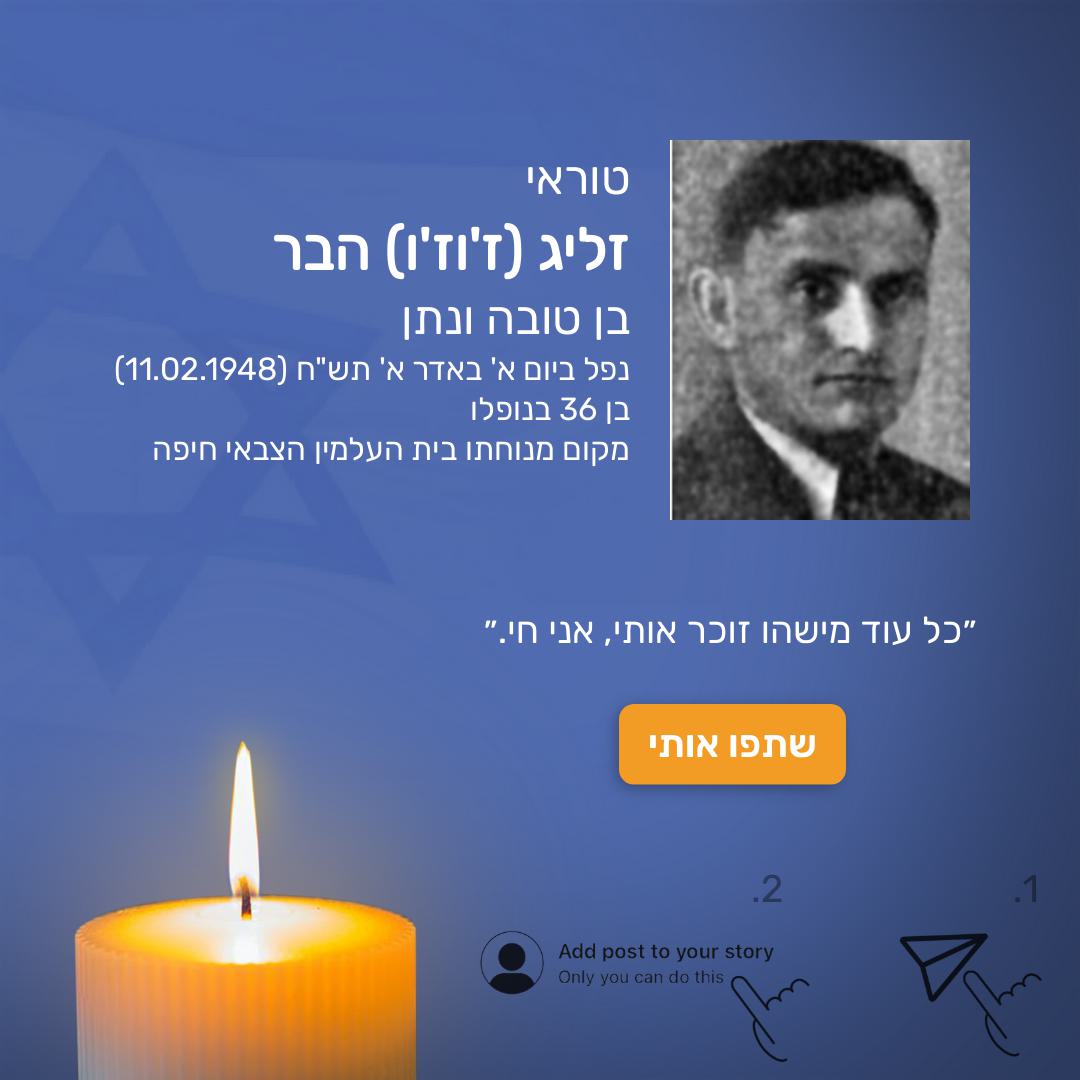 טוראי
זליג (ז'וז'ו) הבר
בן טובה ונתן
נפל ביום א' באדר א' תש"ח (11.02.1948)
בן 36 בנופלו
מקום מנוחתו בית העלמין הצבאי חיפה
״כל עוד מישהו זוכר אותי, אני חי.״
שתפו אותי
1.
2.
Add post to your story
Only you can do this